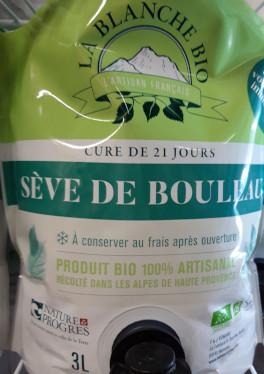 LA BLANCHE BIO
L'ARTISAN FRANÇAIS
CURE DE 21 JOURS
SÈVE DE BOULEAU
À conserver au frais après ouverture
PRODUIT BIO 100% ARTISANAL
RÉCOLTÉ DANS LES ALPES DE HAUTE PROVENCE
NATURE &
PROGRES
3L